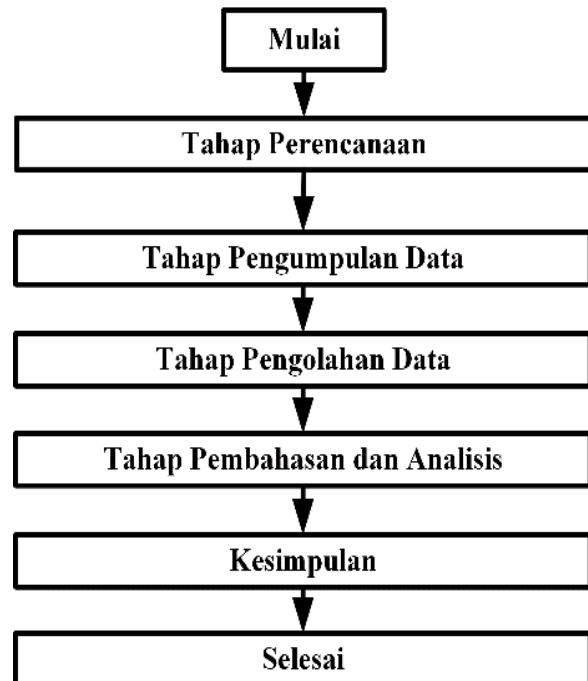 Mulai
Tahap Perencanaan
Tahap Pengumpulan Data
Tahap Pengolahan Data
Tahap Pembahasan dan Analisis
Kesimpulan
Selesai